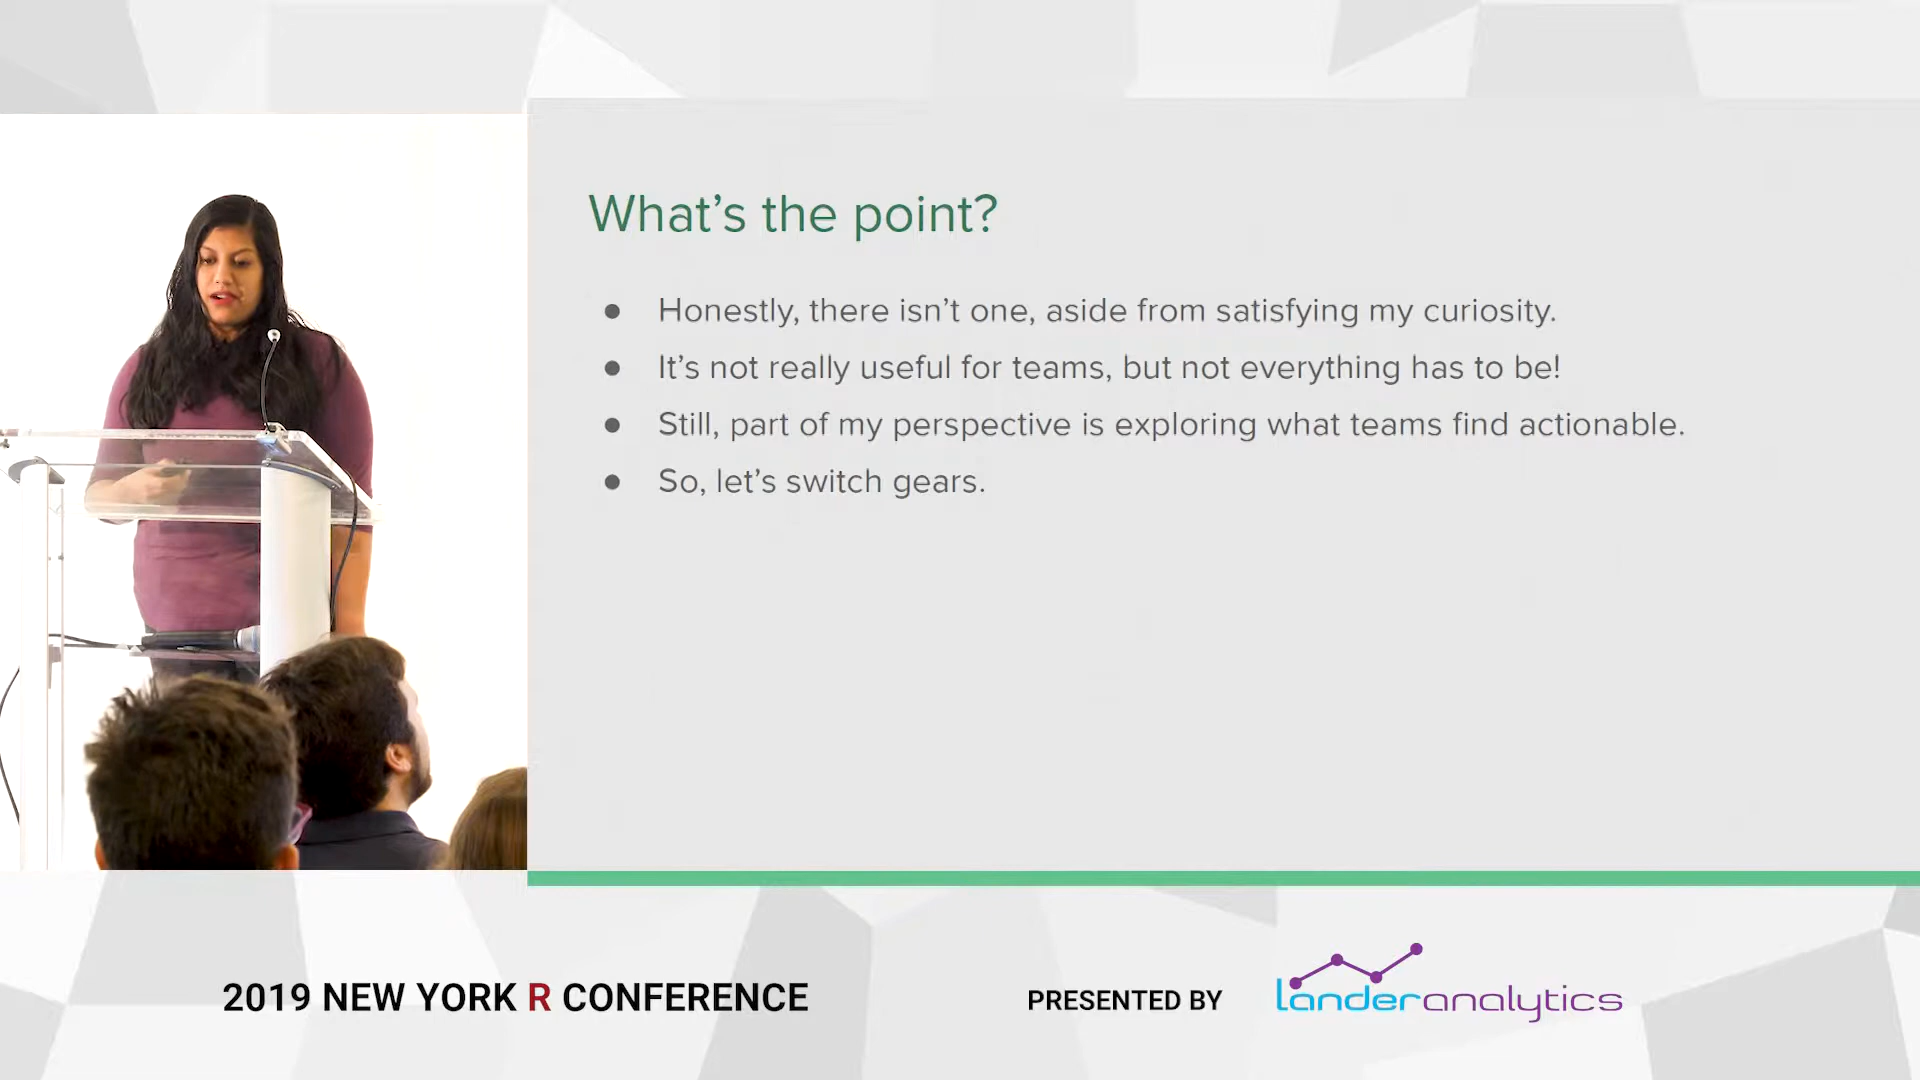 What's the point?
● Honestly, there isn't one, aside from satisfying my curiosity.
● It's not really useful for teams, but not everything has to be!
● Still, part of my perspective is exploring what teams find actionable.
● So, let's switch gears.
2019 NEW YORK R CONFERENCE
PRESENTED BY
landeranalytics